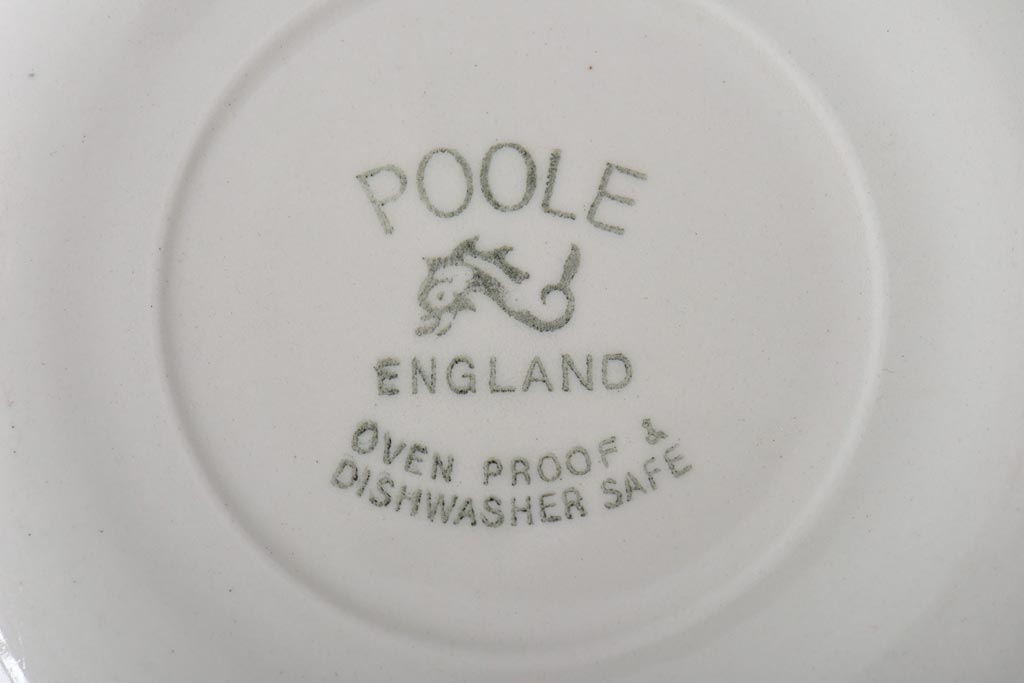 POOLE
ENGLAND
OVEN PROOF &
DISHWASHER SAFE